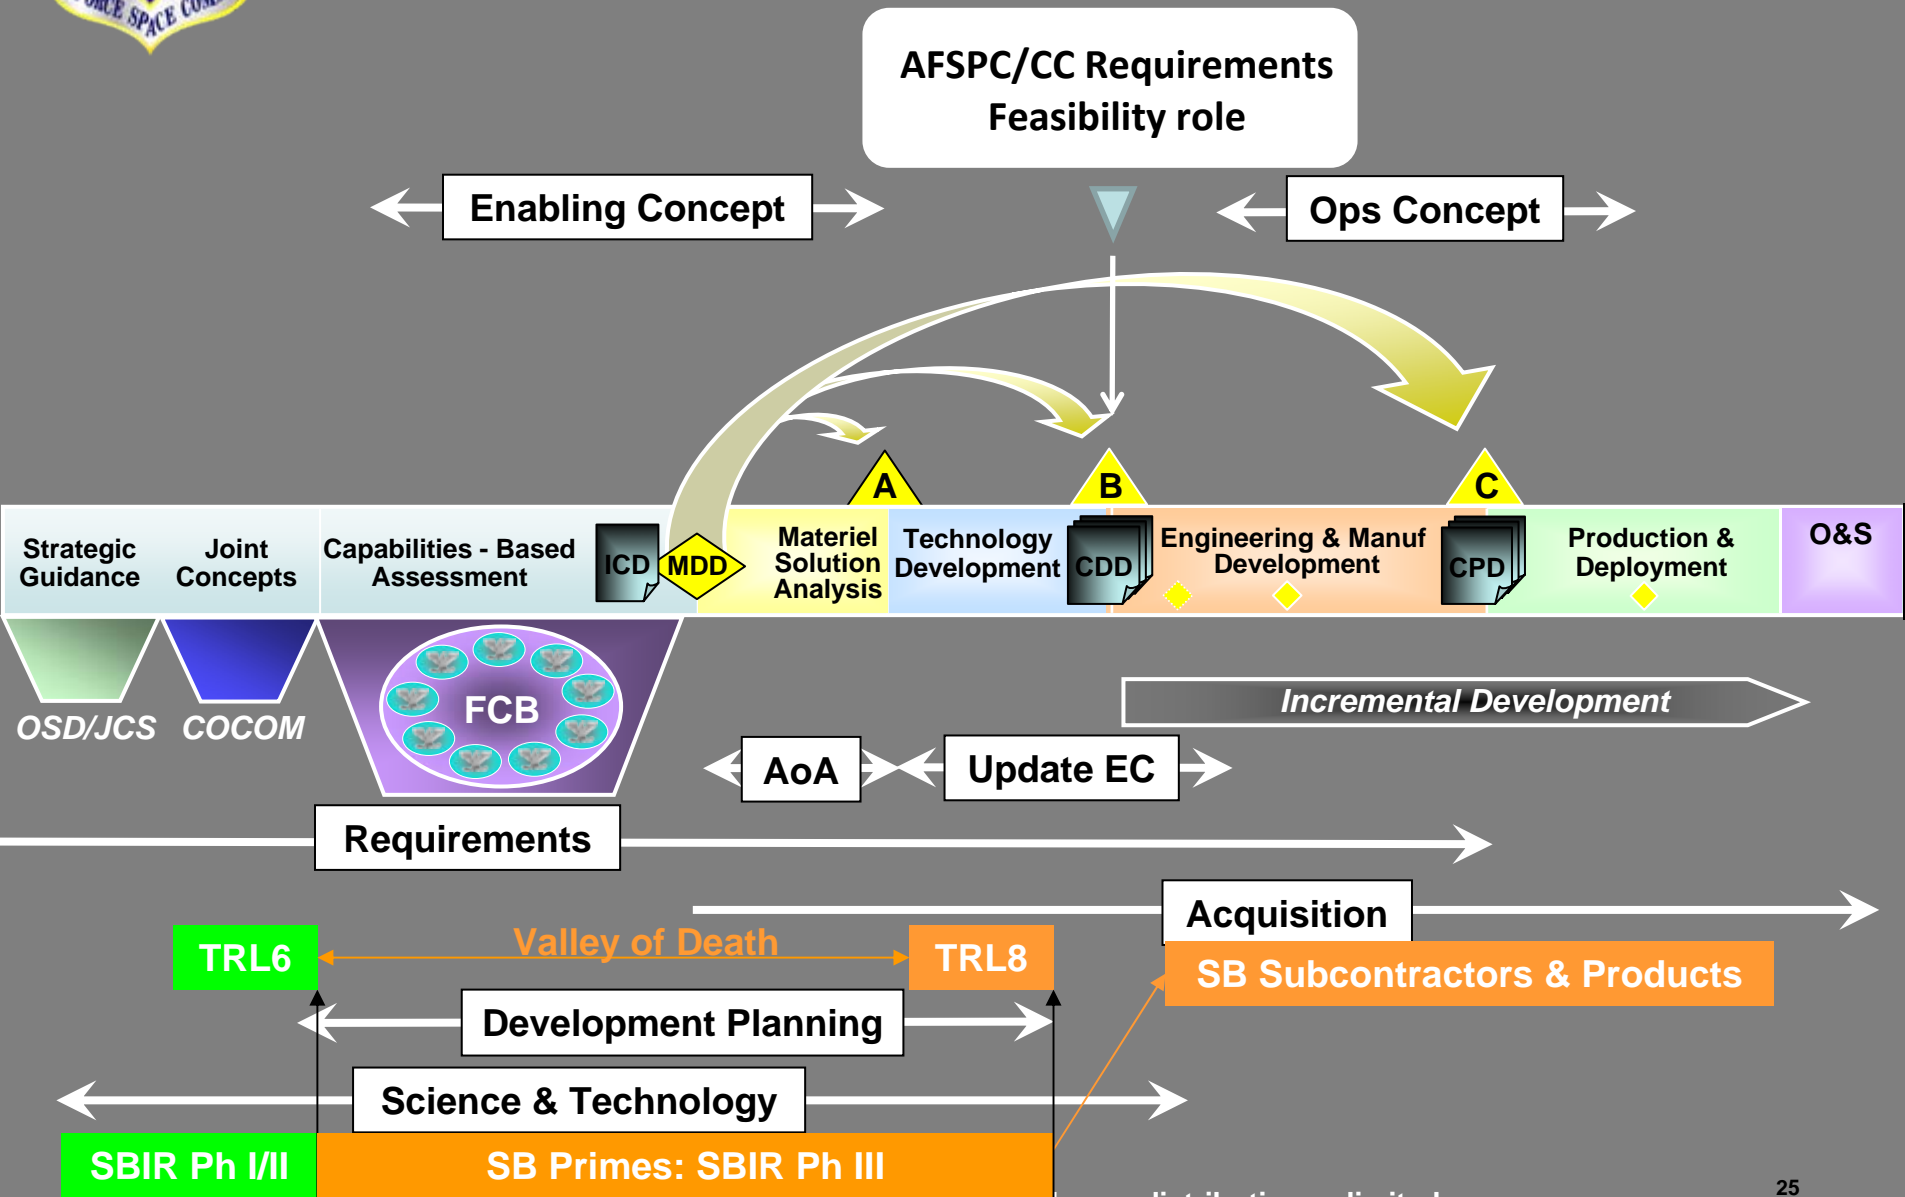 FORCE SPACE COM
AFSPC/CC Requirements
Feasibility role
Enabling Concept
Ops Concept
A
B
C
Strategic
Guidance
Joint
Concepts
Capabilities - Based
Assessment
ICD
MDD
Materiel
Solution
Analysis
Technology
Development
CDD
Engineering & Manuf
Development
CPD
Production &
Deployment
O&S
OSD/JCS
COCOM
FCB
Incremental Development
AoA
Update EC
Requirements
Acquisition
TRL6
Valley of Death
TRL8
SB Subcontractors & Products
Development Planning
Science & Technology
SBIR Ph I/II
SB Primes: SBIR Ph III
25